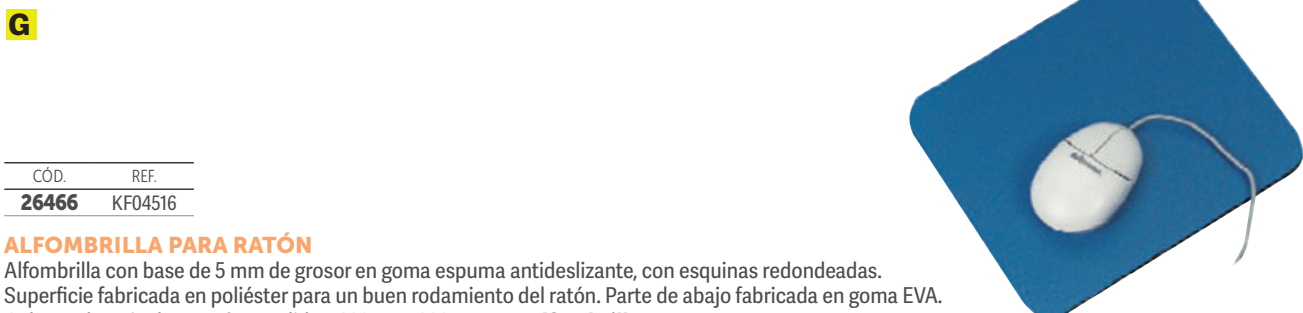 G
CÓD. REF.
26466 KF04516
ALFOMBRILLA PARA RATÓN
Alfombrilla con base de 5 mm de grosor en goma espuma antideslizante, con esquinas redondeadas.
Superficie fabricada en poliéster para un buen rodamiento del ratón. Parte de abajo fabricada en goma EVA.